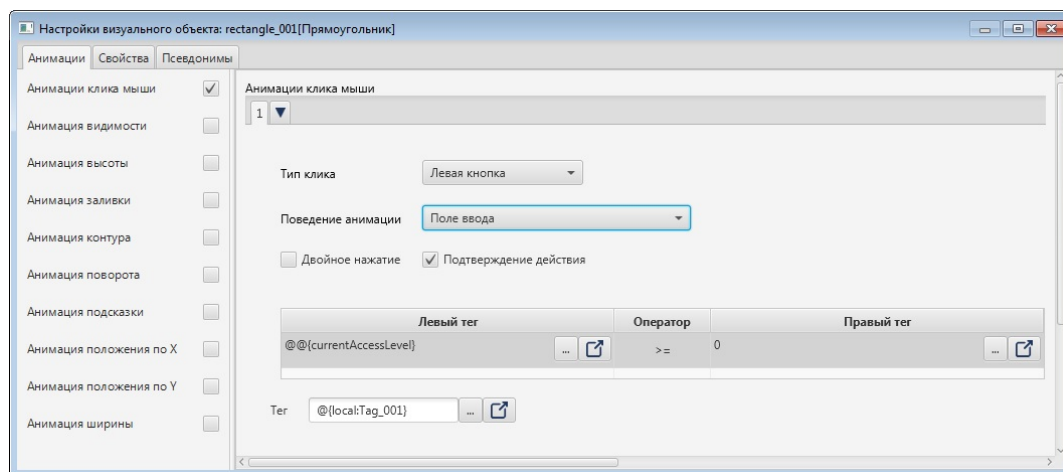 Настройки визуального объекта: rectangle_001[Прямоугольник]
Анимации Свойства Псевдонимы
Анимации клика мыши
Анимация видимости
Анимация высоты
Анимация заливки
Анимация контура
Анимация поворота
Анимация подсказки
Анимация положения по X
Анимация положения по Y
Анимация ширины
Анимации клика мыши
1
Тип клика Левая кнопка
Поведение анимации Поле ввода
Двойное нажатие Подтверждение действия
Левый тег Оператор Правый тег
@@{currentAccessLevel} ... >= 0 ...
Тег @{local:Tag_001} ...